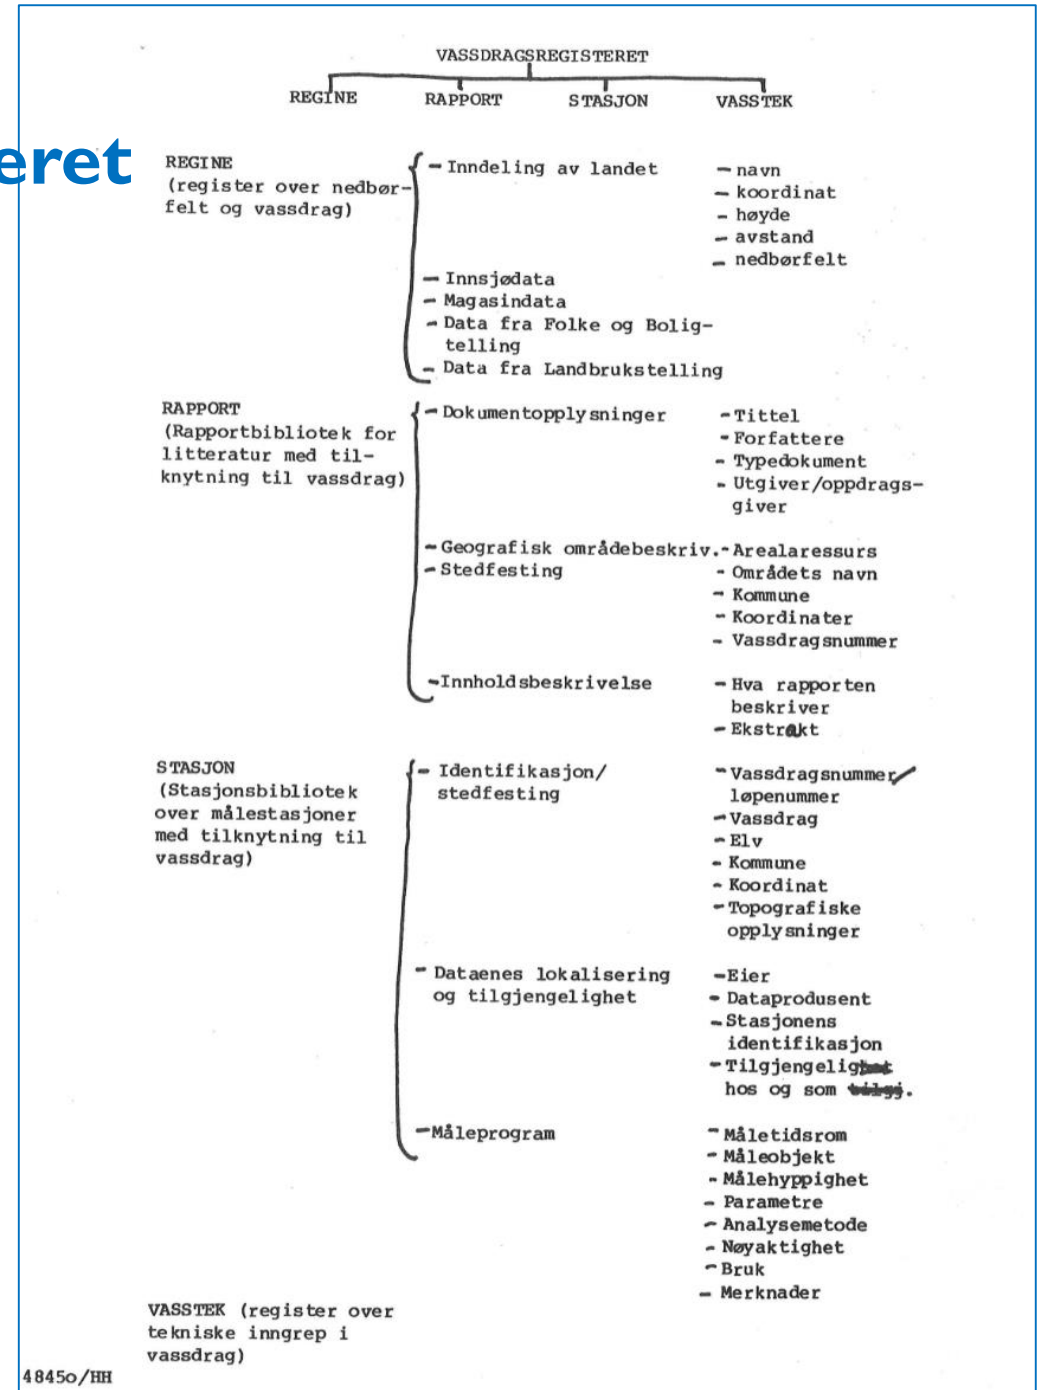 VASSDRAGSREGISTERET
REGINE RAPPORT STASJON VASSTEK
eret
REGINE
(register over nedbør-
felt og vassdrag)
- Inndeling av landet
- navn
- koordinat
- høyde
- avstand
- nedbørfelt
- Innsjødata
- Magasindata
- Data fra Folke og Bolig-
telling
- Data fra Landbrukstelling
RAPPORT
(Rapportbibliotek for
litteratur med til-
knytning til vassdrag)
- Dokumentopplysninger
- Tittel
- Forfattere
- Typedokument
- Utgiver/oppdrags-
giver
- Geografisk områdebeskriv. - Arealaressurs
- Stedfesting
- Områdets navn
- Kommune
- Koordinater
- Vassdragsnummer
- Innholdsbeskrivelse
- Hva rapporten
beskriver
- Ekstrakt
STASJON
(Stasjonsbibliotek
over målestasjoner
med tilknytning til
vassdrag)
- Identifikasjon/
stedfesting
- Vassdragsnummer/
løpenummer
- Vassdrag
- Elv
- Kommune
- Koordinat
- Topografiske
opplysninger
- Dataenes lokalisering
og tilgjengelighet
- Eier
- Dataprodusent
- Stasjonens
identifikasjon
- Tilgjengelig
hos og som .
- Måleprogram
- Måletidsrom
- Måleobjekt
- Målehyppighet
- Parametre
- Analysemetode
- Nøyaktighet
- Bruk
- Merknader
VASSTEK (register over
tekniske inngrep i
vassdrag)
4845o/HH